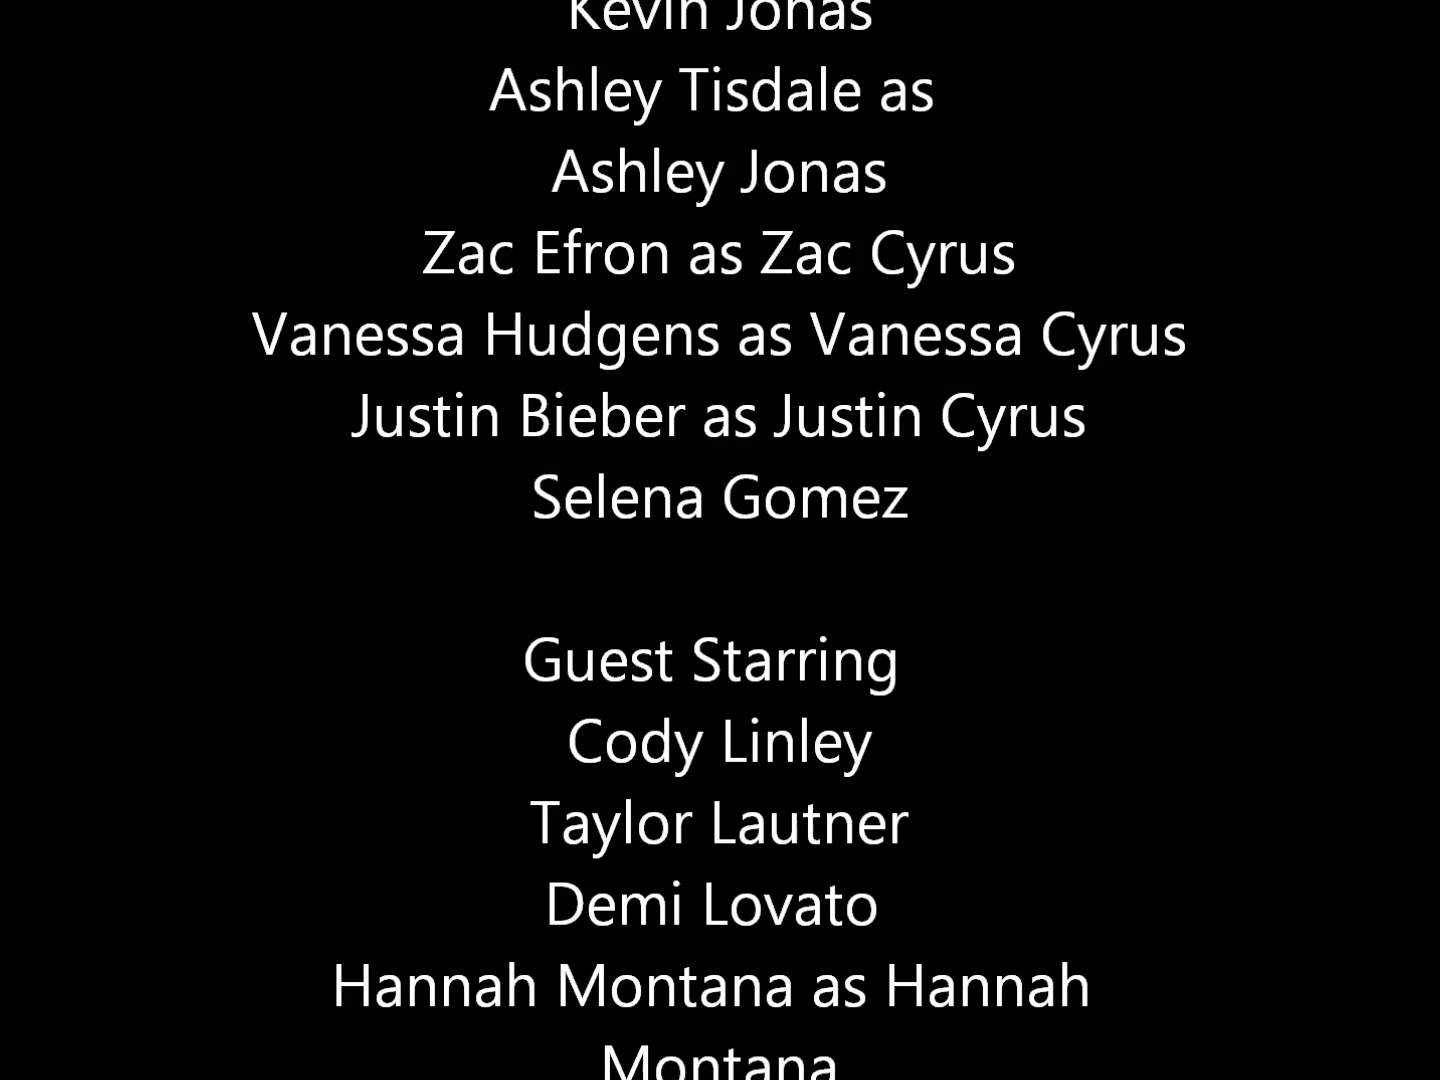 Kevin Jonas
Ashley Tisdale as
Ashley Jonas
Zac Efron as Zac Cyrus
Vanessa Hudgens as Vanessa Cyrus
Justin Bieber as Justin Cyrus
Selena Gomez
Guest Starring
Cody Linley
Taylor Lautner
Demi Lovato
Hannah Montana as Hannah
Montana